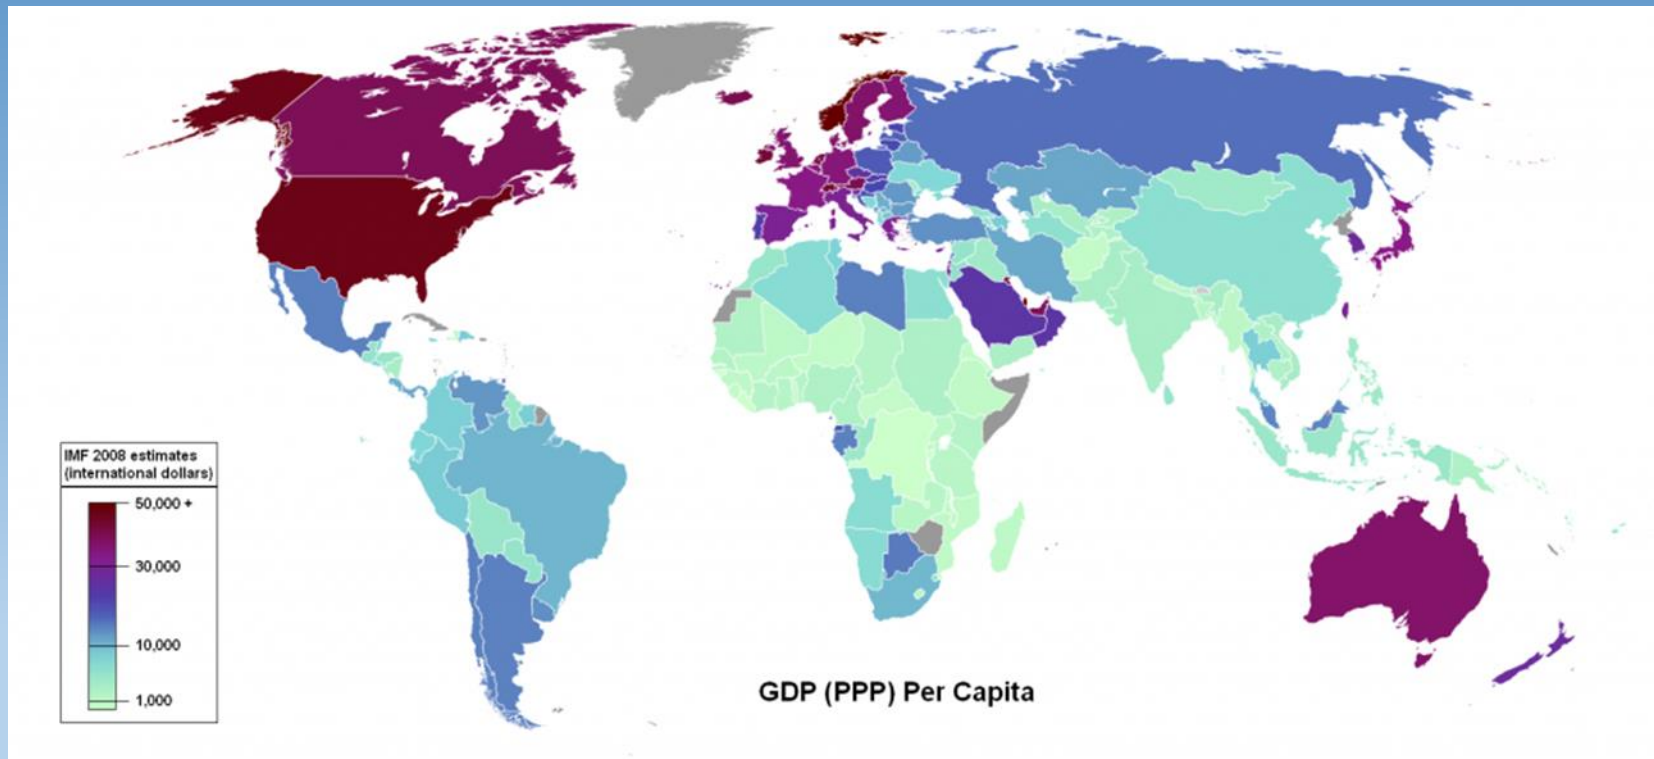 IMF 2008 estimates
(international dollars)
50,000 +
30,000
10,000
1,000
GDP (PPP) Per Capita